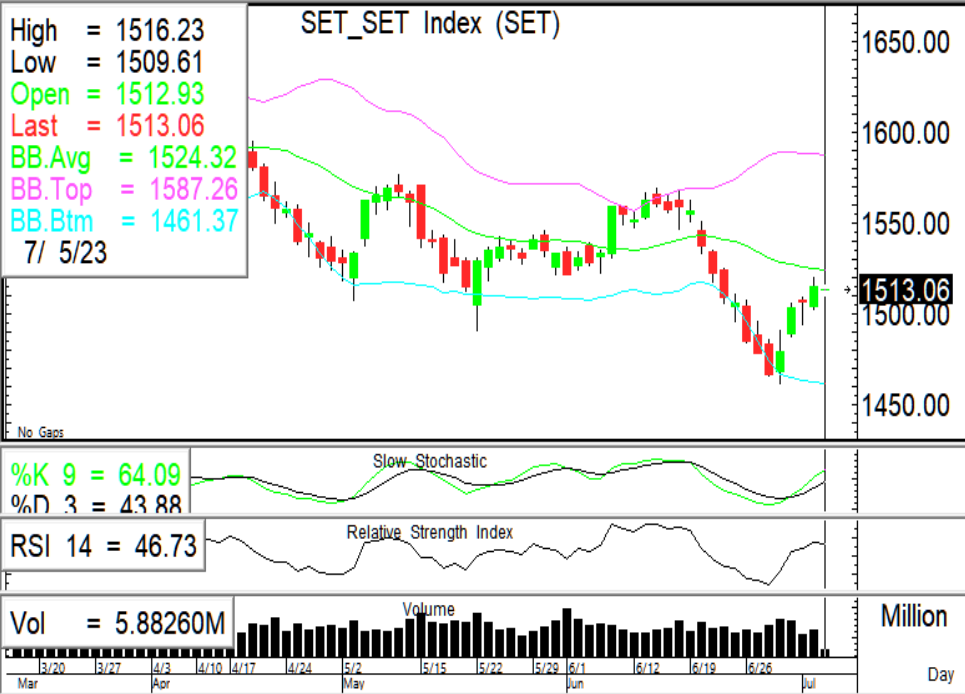 SET_SET Index (SET)
High = 1516.23
Low = 1509.61
Open = 1512.93
Last = 1513.06
BB.Avg = 1524.32
BB.Top = 1587.26
BB.Btm = 1461.37
7/ 5/23
1650.00
1600.00
1550.00
1513.06
1500.00
1450.00
No Gaps
Slow Stochastic
%K 9 = 64.09
%D 3 = 43.88
Relative Strength Index
RSI 14 = 46.73
Volume
Vol = 5.88260M
Million
3/20 3/27 4/3 4/10 4/17 4/24 5/2 5/15 5/22 5/29 6/1 6/12 6/19 6/26
Mar Apr May Jun Jul
Day